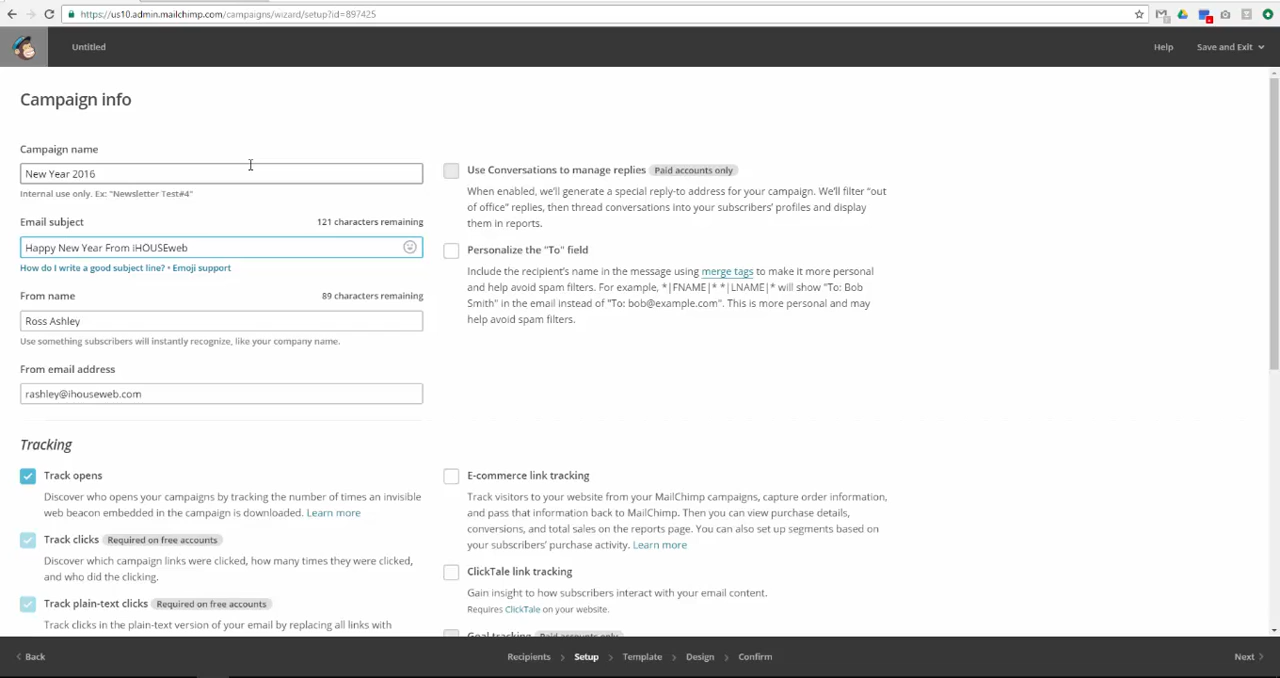 https://us10.admin.mailchimp.com/campaigns/wizard/setup?id=897425
Untitled
Help
Save and Exit
Campaign info
Campaign name
New Year 2016
Internal use only. Ex: "Newsletter Test#4"
Email subject
121 characters remaining
Happy New Year From iHOUSEweb
How do I write a good subject line? • Emoji support
From name
89 characters remaining
Ross Ashley
Use something subscribers will instantly recognize, like your company name.
From email address
rashley@ihouseweb.com
Use Conversations to manage replies Paid accounts only
When enabled, we'll generate a special reply-to address for your campaign. We'll filter "out
of office" replies, then thread conversations into your subscribers' profiles and display
them in reports.
Personalize the "To" field
Include the recipient's name in the message using merge tags to make it more personal
and help avoid spam filters. For example, *|FNAME|* *|LNAME|* will show "To: Bob
Smith" in the email instead of "To: bob@example.com". This is more personal and may
help avoid spam filters.
Tracking
Track opens
Discover who opens your campaigns by tracking the number of times an invisible
web beacon embedded in the campaign is downloaded. Learn more
Track clicks Required on free accounts
Discover which campaign links were clicked, how many times they were clicked,
and who did the clicking.
Track plain-text clicks Required on free accounts
Track clicks in the plain-text version of your email by replacing all links with
E-commerce link tracking
Track visitors to your website from your MailChimp campaigns, capture order information,
and pass that information back to MailChimp. Then you can view purchase details,
conversions, and total sales on the reports page. You can also set up segments based on
your subscribers' purchase activity. Learn more
ClickTale link tracking
Gain insight to how subscribers interact with your email content.
Requires ClickTale on your website.
Goal tracking Paid accounts only
Back
Recipients
Setup
Template
Design
Confirm
Next